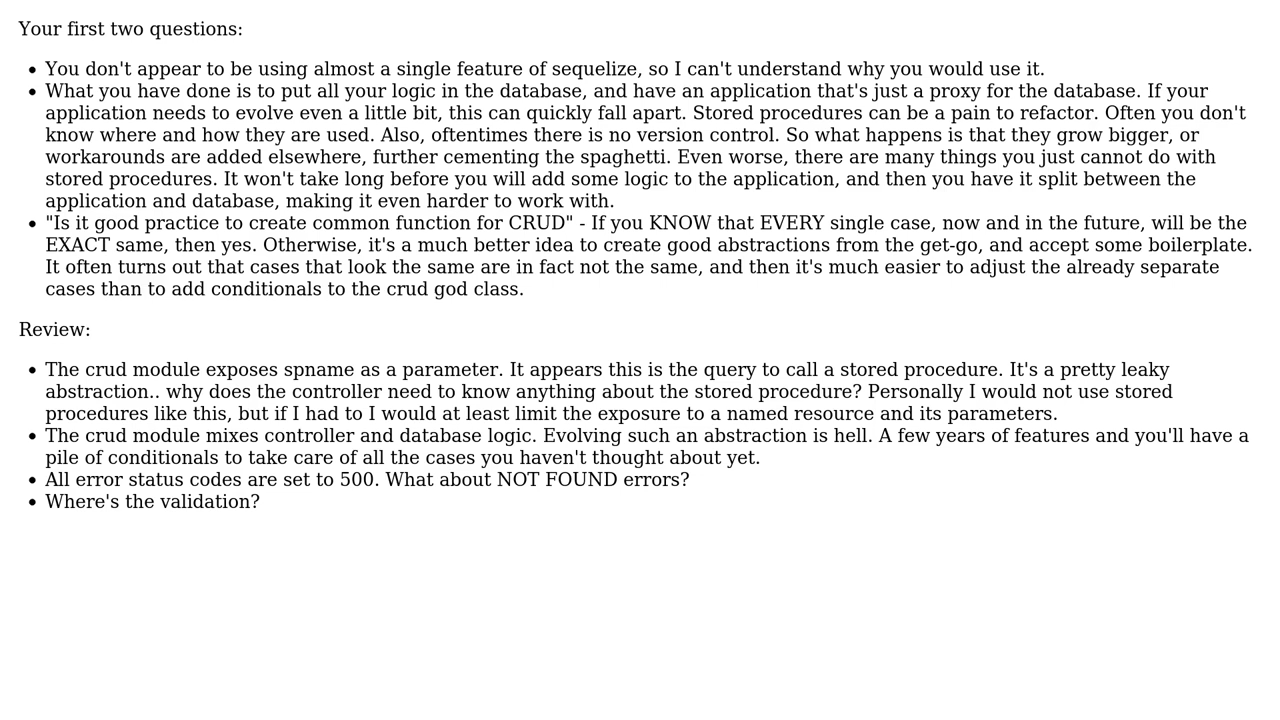 Your first two questions:
• You don't appear to be using almost a single feature of sequelize, so I can't understand why you would use it.
• What you have done is to put all your logic in the database, and have an application that's just a proxy for the database. If your
application needs to evolve even a little bit, this can quickly fall apart. Stored procedures can be a pain to refactor. Often you don't
know where and how they are used. Also, oftentimes there is no version control. So what happens is that they grow bigger, or
workarounds are added elsewhere, further cementing the spaghetti. Even worse, there are many things you just cannot do with
stored procedures. It won't take long before you will add some logic to the application, and then you have it split between the
application and database, making it even harder to work with.
• "Is it good practice to create common function for CRUD" - If you KNOW that EVERY single case, now and in the future, will be the
EXACT same, then yes. Otherwise, it's a much better idea to create good abstractions from the get-go, and accept some boilerplate.
It often turns out that cases that look the same are in fact not the same, and then it's much easier to adjust the already separate
cases than to add conditionals to the crud god class.
Review:
• The crud module exposes spname as a parameter. It appears this is the query to call a stored procedure. It's a pretty leaky
abstraction.. why does the controller need to know anything about the stored procedure? Personally I would not use stored
procedures like this, but if I had to I would at least limit the exposure to a named resource and its parameters.
• The crud module mixes controller and database logic. Evolving such an abstraction is hell. A few years of features and you'll have a
pile of conditionals to take care of all the cases you haven't thought about yet.
• All error status codes are set to 500. What about NOT FOUND errors?
• Where's the validation?